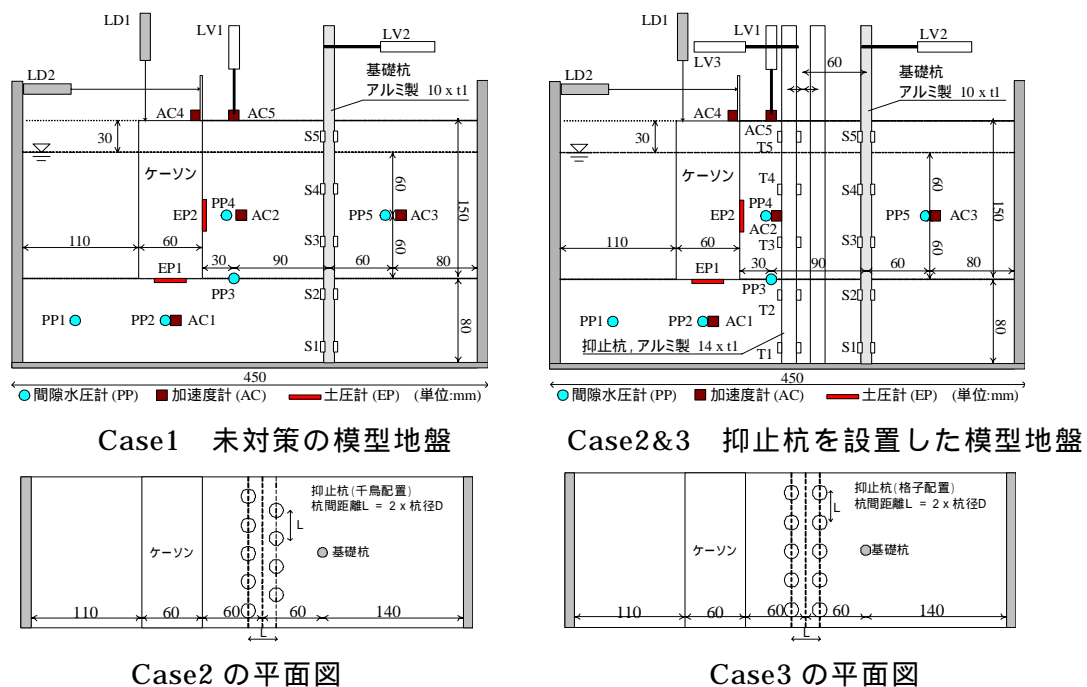 LD1
LV1
LV2
LD2
基礎杭
アルミ製 10 x t1
AC4
AC5
30
S5
ケーソン
S4
60
150
PP4
EP2
AC2
PP5
AC3
S3
60
110
60
EP1
30
90
60
80
PP3
S2
PP1
PP2
AC1
80
S1
450
間隙水圧計 (PP) 加速度計 (AC) 土圧計 (EP) (単位:mm)
Case1 未対策の模型地盤
LD1
LV1
LV2
LV3
LD2
60
基礎杭
アルミ製 10 x t1
AC4
AC5
30
T5
S5
ケーソン
T4
S4
60
150
PP4
EP2
AC2
PP5
AC3
T3
S3
60
110
60
EP1
30
90
60
80
PP3
S2
T2
PP1
PP2
AC1
80
抑止杭, アルミ製 14 x t1
T1
S1
450
間隙水圧計 (PP) 加速度計 (AC) 土圧計 (EP) (単位:mm)
Case2&3 抑止杭を設置した模型地盤
抑止杭(千鳥配置)
杭間距離L = 2 x 杭径D
L
ケーソン
基礎杭
110
60
60
60
140
L
Case2 の平面図
抑止杭(格子配置)
杭間距離L = 2 x 杭径D
L
ケーソン
基礎杭
110
60
60
60
140
L
Case3 の平面図